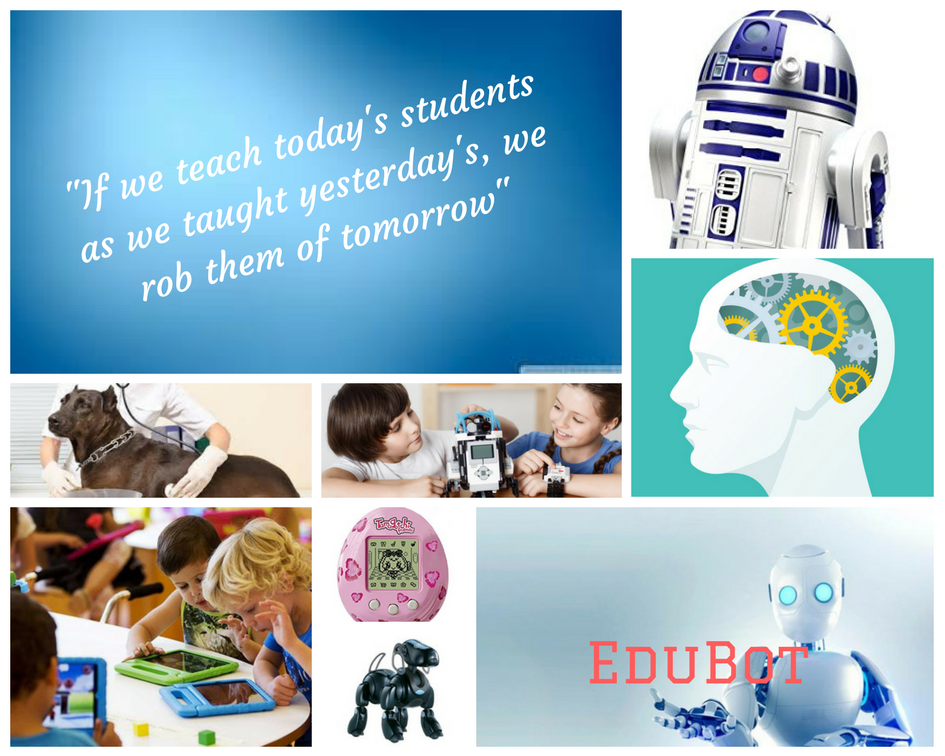 "If we teach today's students
as we taught yesterday's, we
rob them of tomorrow"
EduBot